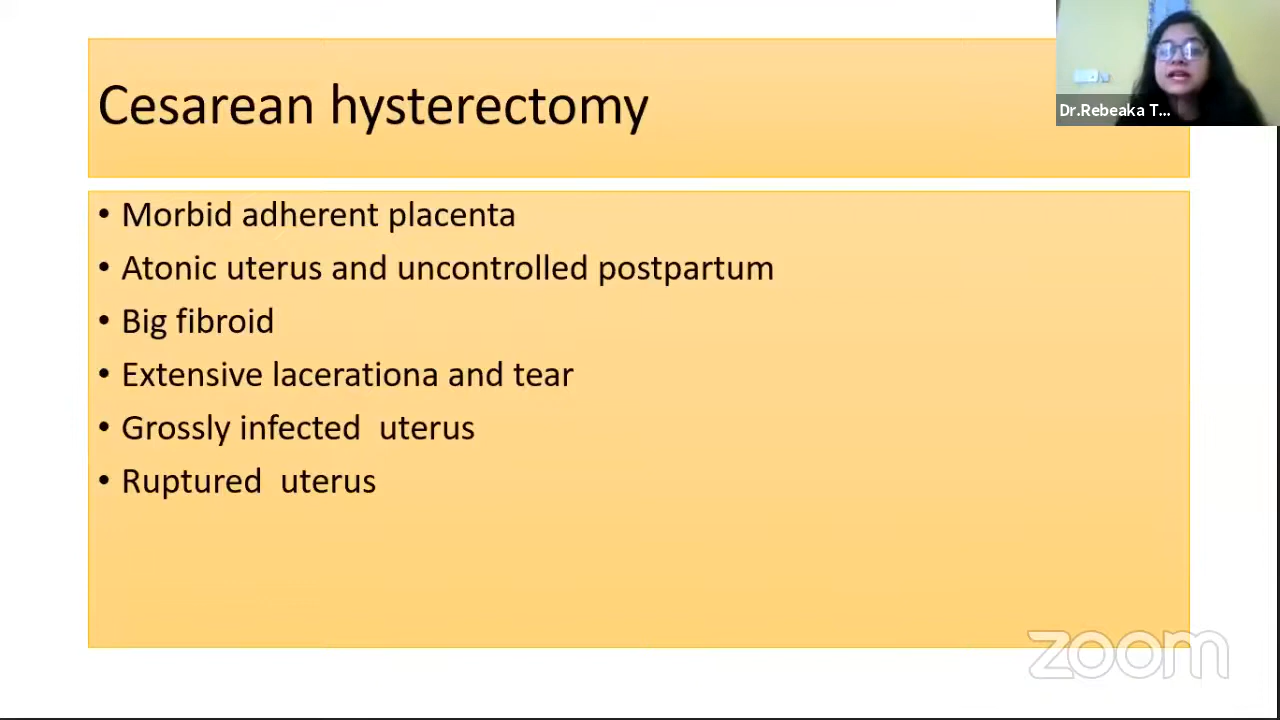 Cesarean hysterectomy
Dr.Rebeaka T...
• Morbid adherent placenta
• Atonic uterus and uncontrolled postpartum
• Big fibroid
• Extensive lacerationa and tear
• Grossly infected  uterus
• Ruptured  uterus
zoom